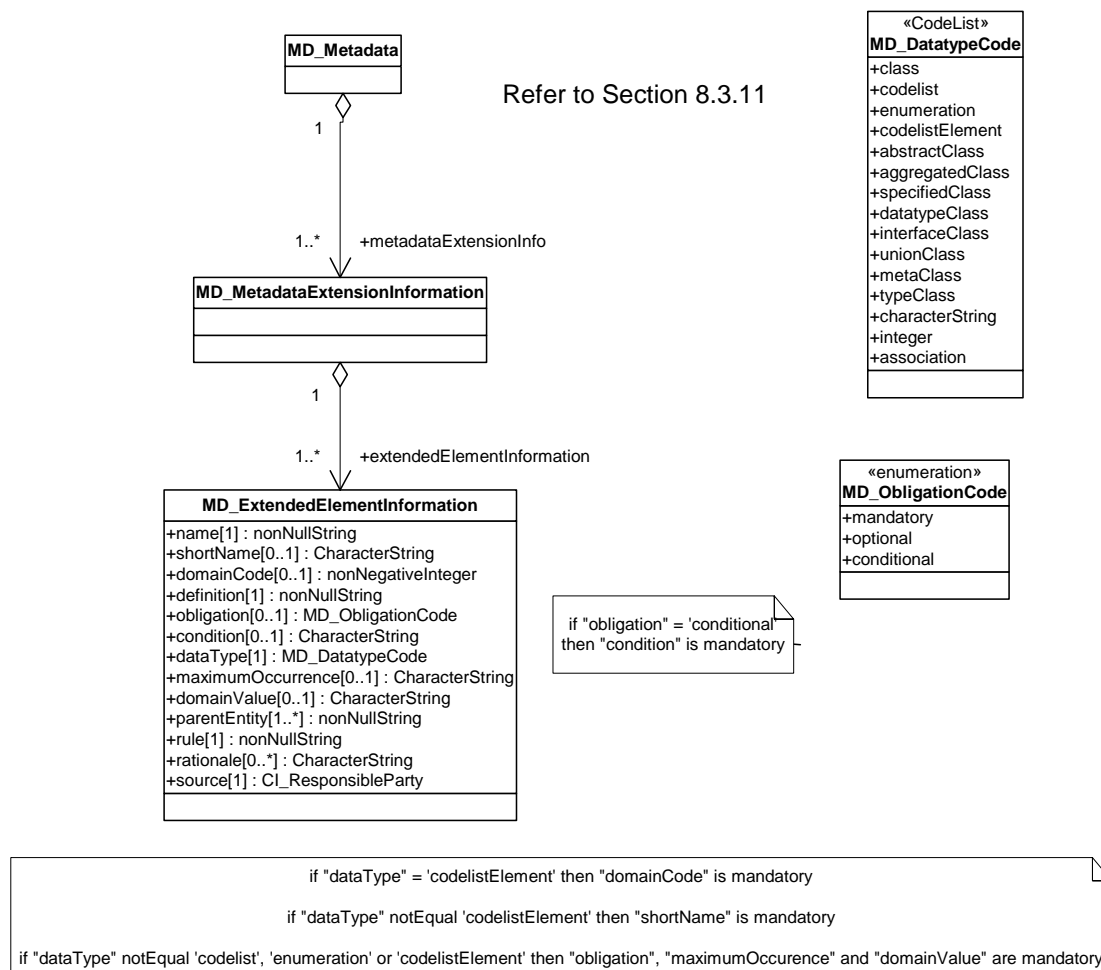 MD_Metadata
Refer to Section 8.3.11
1
1..*
+metadataExtensionInfo
MD_MetadataExtensionInformation
1
1..*
+extendedElementInformation
MD_ExtendedElementInformation
+name[1] : nonNullString
+shortName[0..1] : CharacterString
+domainCode[0..1] : nonNegativeInteger
+definition[1] : nonNullString
+obligation[0..1] : MD_ObligationCode
+condition[0..1] : CharacterString
+dataType[1] : MD_DatatypeCode
+maximumOccurrence[0..1] : CharacterString
+domainValue[0..1] : CharacterString
+parentEntity[1..*] : nonNullString
+rule[1] : nonNullString
+rationale[0..*] : CharacterString
+source[1] : CI_ResponsibleParty
«CodeList»
MD_DatatypeCode
+class
+codelist
+enumeration
+codelistElement
+abstractClass
+aggregatedClass
+specifiedClass
+datatypeClass
+interfaceClass
+unionClass
+metaClass
+typeClass
+characterString
+integer
+association
«enumeration»
MD_ObligationCode
+mandatory
+optional
+conditional
if "obligation" = 'conditional'
then "condition" is mandatory
if "dataType" = 'codelistElement' then "domainCode" is mandatory
if "dataType" notEqual 'codelistElement' then "shortName" is mandatory
if "dataType" notEqual 'codelist', 'enumeration' or 'codelistElement' then "obligation", "maximumOccurence" and "domainValue" are mandatory